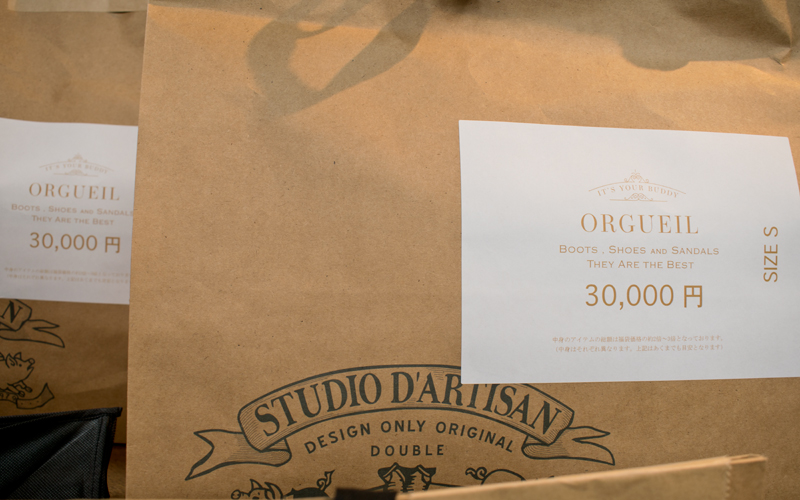 IT'S YOUR BUDDY
ORGUEIL
BOOTS . SHOES AND SANDALS
THEY ARE THE BEST
30,000 円
IT'S YOUR BUDDY
ORGUEIL
BOOTS . SHOES AND SANDALS
THEY ARE THE BEST
30,000 円
SIZE S
N
STUDIO D'ARTISAN
DESIGN ONLY ORIGINAL
DOUBLE